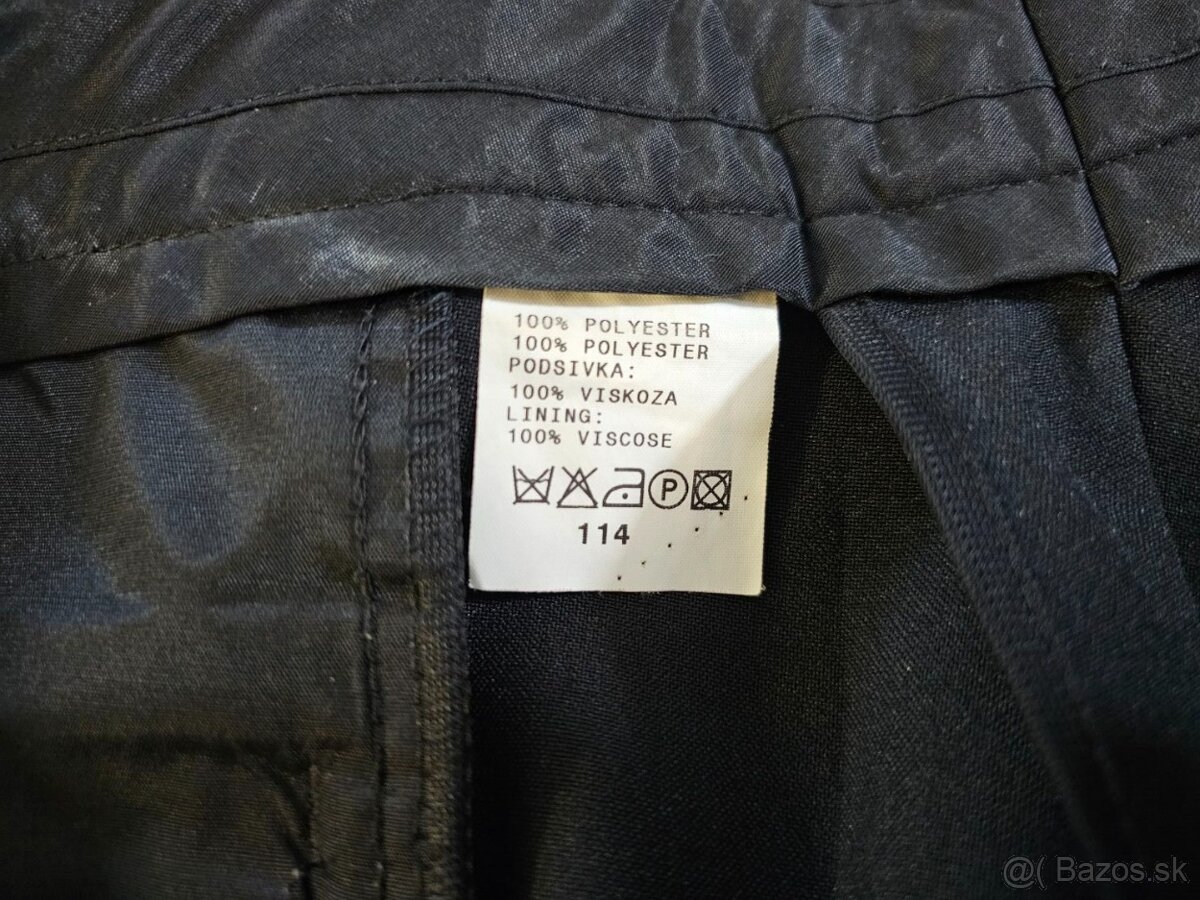 100% POLYESTER
100% POLYESTER
PODSIVKA:
100% VISKOZA
LINING:
100% VISCOSE
P
114
@( Bazos.sk